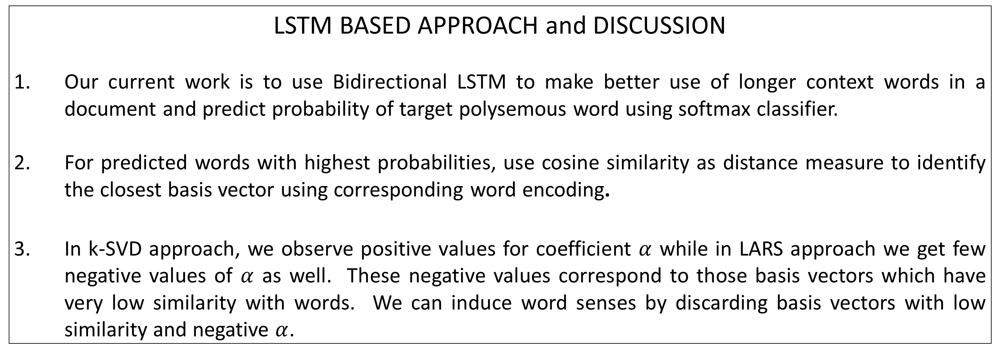 LSTM BASED APPROACH and DISCUSSION
1. Our current work is to use Bidirectional LSTM to make better use of longer context words in a
document and predict probability of target polysemous word using softmax classifier.
2. For predicted words with highest probabilities, use cosine similarity as distance measure to identify
the closest basis vector using corresponding word encoding.
3. In k-SVD approach, we observe positive values for coefficient α while in LARS approach we get few
negative values of α as well. These negative values correspond to those basis vectors which have
very low similarity with words. We can induce word senses by discarding basis vectors with low
similarity and negative α.